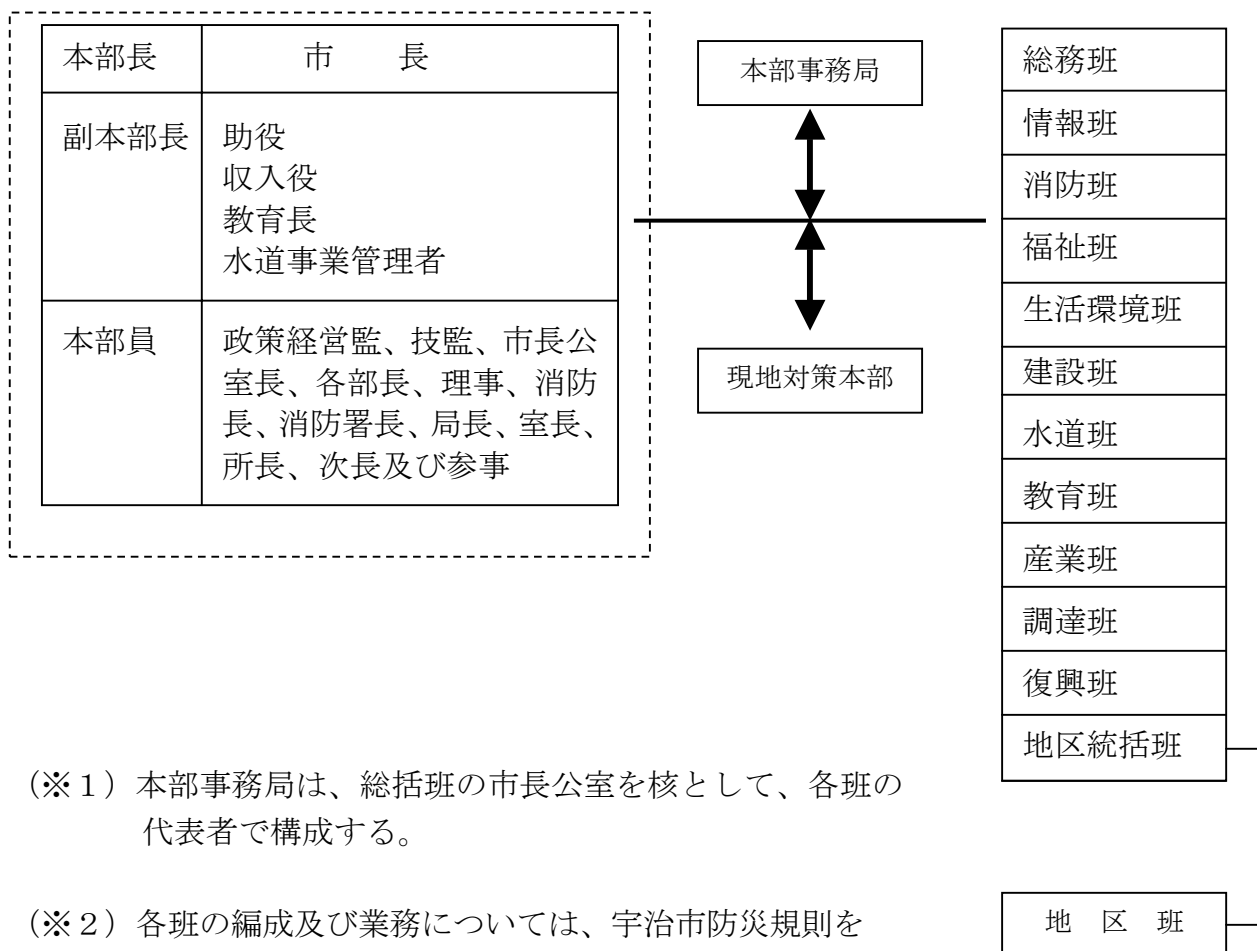 本部長
市　　長
副本部長
助役
収入役
教育長
水道事業管理者
本部員
政策経営監、技監、市長公
室長、各部長、理事、消防
長、消防署長、局長、室長、
所長、次長及び参事
本部事務局
現地対策本部
総務班
情報班
消防班
福祉班
生活環境班
建設班
水道班
教育班
産業班
調達班
復興班
地区統括班
（※１）本部事務局は、総括班の市長公室を核として、各班の
代表者で構成する。
（※２）各班の編成及び業務については、宇治市防災規則を
地　区　班